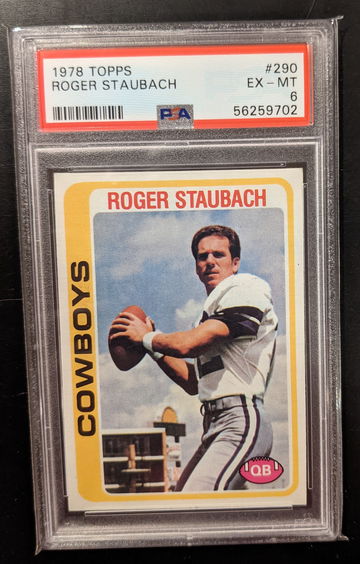 1978 TOPPS #290
ROGER STAUBACH EX-MT
6
PSA 56259702
ROGER STAUBACH
COWBOYS
QB